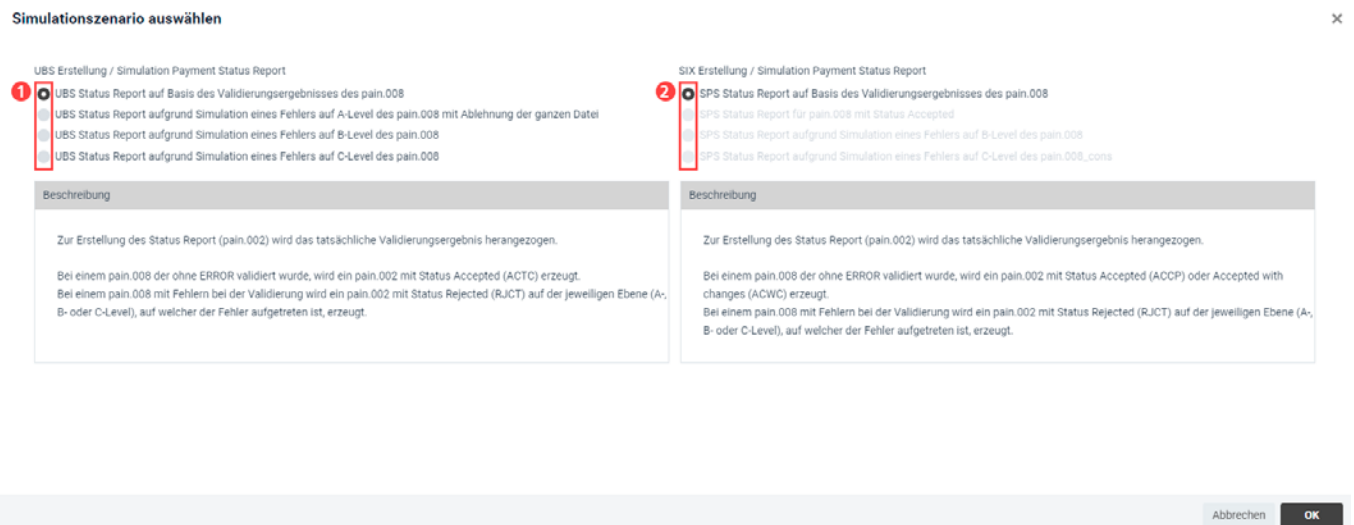 Simulationszenario auswählen
UBS Erstellung / Simulation Payment Status Report
1
UBS Status Report auf Basis des Validierungsergebnisses des pain.008
UBS Status Report aufgrund Simulation eines Fehlers auf A-Level des pain.008 mit Ablehnung der ganzen Datei
UBS Status Report aufgrund Simulation eines Fehlers auf B-Level des pain.008
UBS Status Report aufgrund Simulation eines Fehlers auf C-Level des pain.008
Beschreibung
Zur Erstellung des Status Report (pain.002) wird das tatsächliche Validierungsergebnis herangezogen.
Bei einem pain.008 der ohne ERROR validiert wurde, wird ein pain.002 mit Status Accepted (ACTC) erzeugt.
Bei einem pain.008 mit Fehlern bei der Validierung wird ein pain.002 mit Status Rejected (RJCT) auf der jeweiligen Ebene (A-,
B- oder C-Level), auf welcher der Fehler aufgetreten ist, erzeugt.
SIX Erstellung / Simulation Payment Status Report
2
SPS Status Report auf Basis des Validierungsergebnisses des pain.008
SPS Status Report für pain.008 mit Status Accepted
SPS Status Report aufgrund Simulation eines Fehlers auf B-Level des pain.008
SPS Status Report aufgrund Simulation eines Fehlers auf C-Level des pain.008_cons
Beschreibung
Zur Erstellung des Status Report (pain.002) wird das tatsächliche Validierungsergebnis herangezogen.
Bei einem pain.008 der ohne ERROR validiert wurde, wird ein pain.002 mit Status Accepted (ACCP) oder Accepted with
changes (ACWC) erzeugt.
Bei einem pain.008 mit Fehlern bei der Validierung wird ein pain.002 mit Status Rejected (RJCT) auf der jeweiligen Ebene (A-,
B- oder C-Level), auf welcher der Fehler aufgetreten ist, erzeugt.
Abbrechen
OK